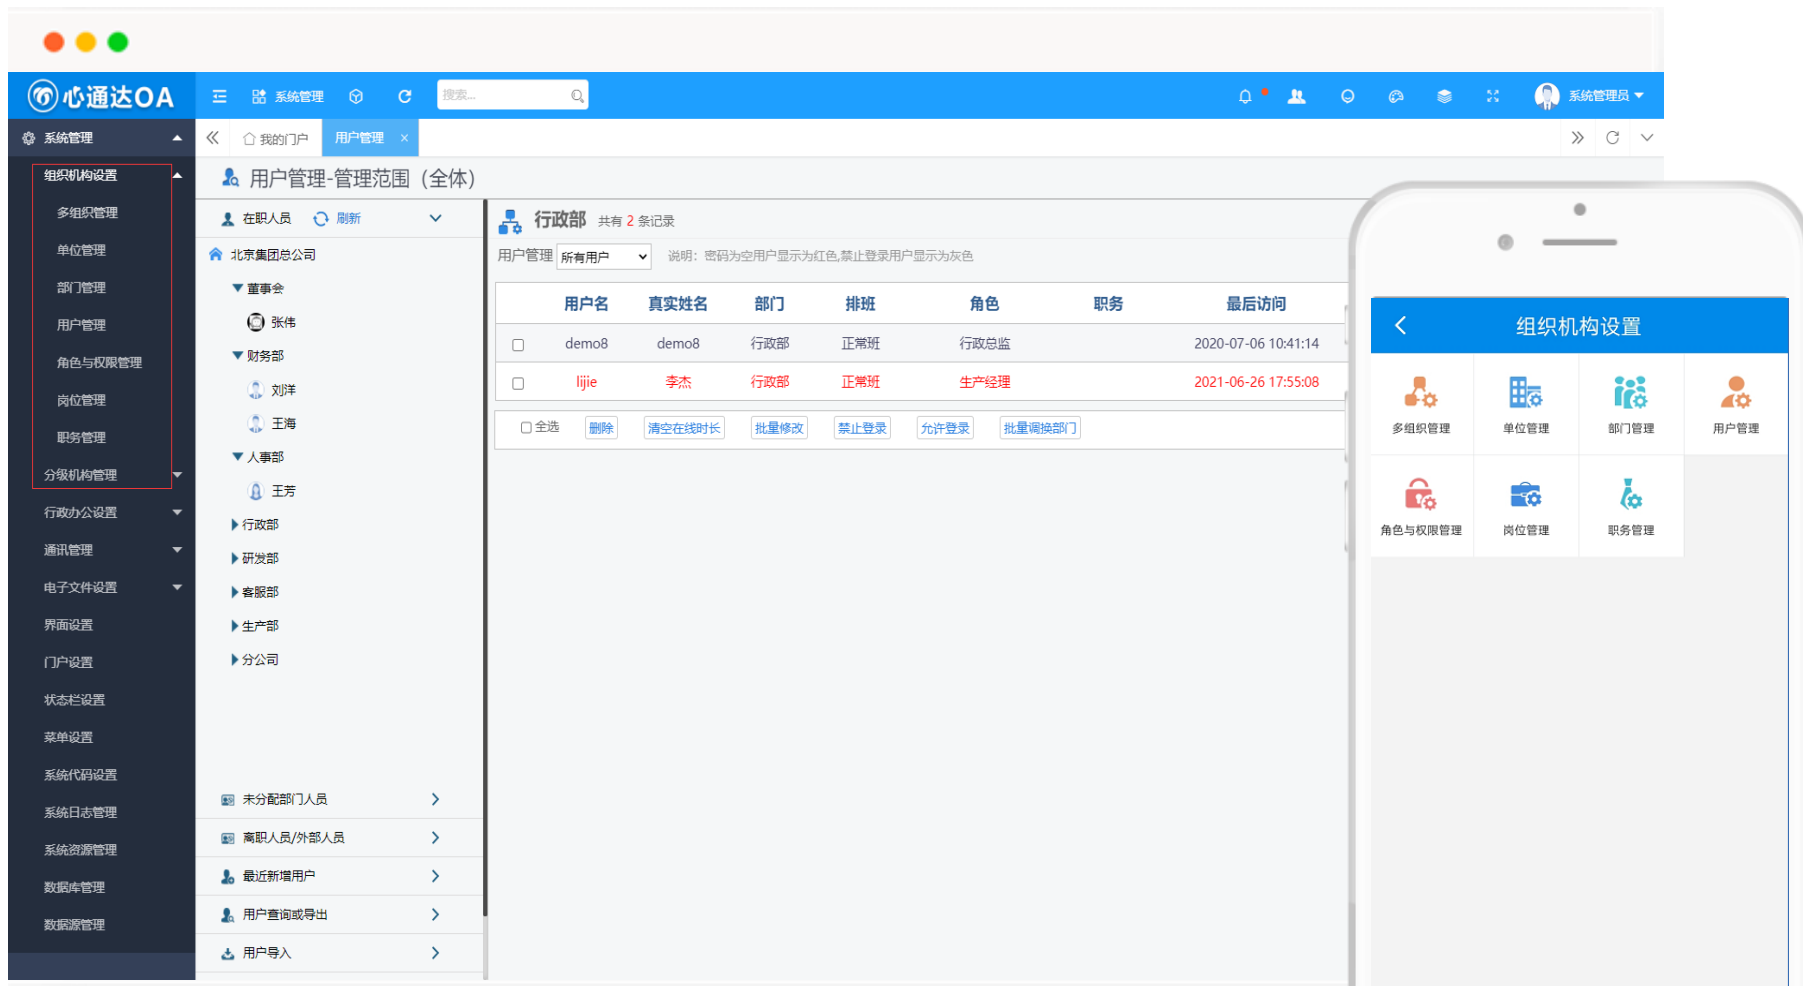 心通达OA
系统管理
搜索...
系统管理员
系统管理
我的门户
用户管理
组织机构设置
多组织管理
单位管理
部门管理
用户管理
角色与权限管理
岗位管理
职务管理
分级机构管理
行政办公设置
通讯管理
电子文件设置
界面设置
门户设置
状态栏设置
菜单设置
系统代码设置
系统日志管理
系统资源管理
数据库管理
数据源管理
用户管理-管理范围（全体）
在职人员 刷新
北京集团总公司
董事会
张伟
财务部
刘洋
王海
人事部
王芳
行政部
研发部
客服部
生产部
分公司
未分配部门人员
离职人员/外部人员
最近新增用户
用户查询或导出
用户导入
行政部 共有 2 条记录
用户管理 所有用户 说明：密码为空用户显示为红色,禁止登录用户显示为灰色
用户名 真实姓名 部门 排班 角色 职务 最后访问
demo8 demo8 行政部 正常班 行政总监 2020-07-06 10:41:14
lijie 李杰 行政部 正常班 生产经理 2021-06-26 17:55:08
全选 删除 清空在线时长 批量修改 禁止登录 允许登录 批量调换部门
组织机构设置
多组织管理 单位管理 部门管理 用户管理
角色与权限管理 岗位管理 职务管理